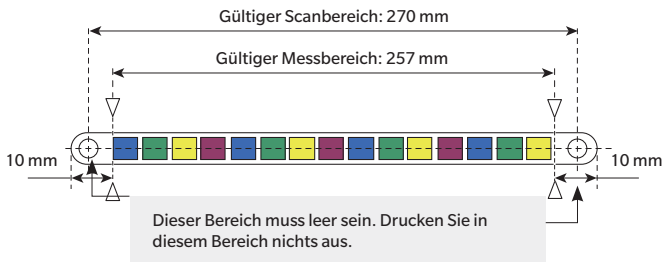 Gültiger Scanbereich: 270 mm
Gültiger Messbereich: 257 mm
10 mm
10 mm
Dieser Bereich muss leer sein. Drucken Sie in
diesem Bereich nichts aus.